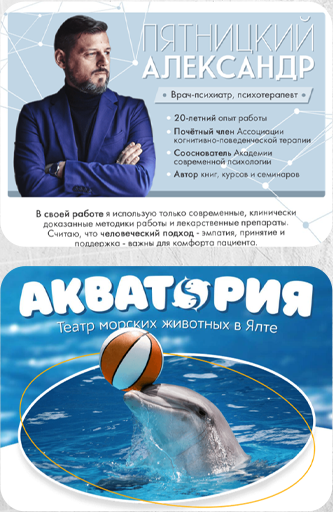 ПЯТНИЦКИЙ
АЛЕКСАНДР
Врач-психиатр, психотерапевт
20-летний опыт работы
Почётный член Ассоциации
когнитивно-поведенческой терапии
Сооснователь Академии
современной психологии
Автор книг, курсов и семинаров
В своей работе я использую только современные, клинически
доказанные методики работы и лекарственные препараты.
Считаю, что человеческий подход - эмпатия, принятие и
поддержка - важны для комфорта пациента.
АКВАТОРИЯ
Театр морских животных в Ялте